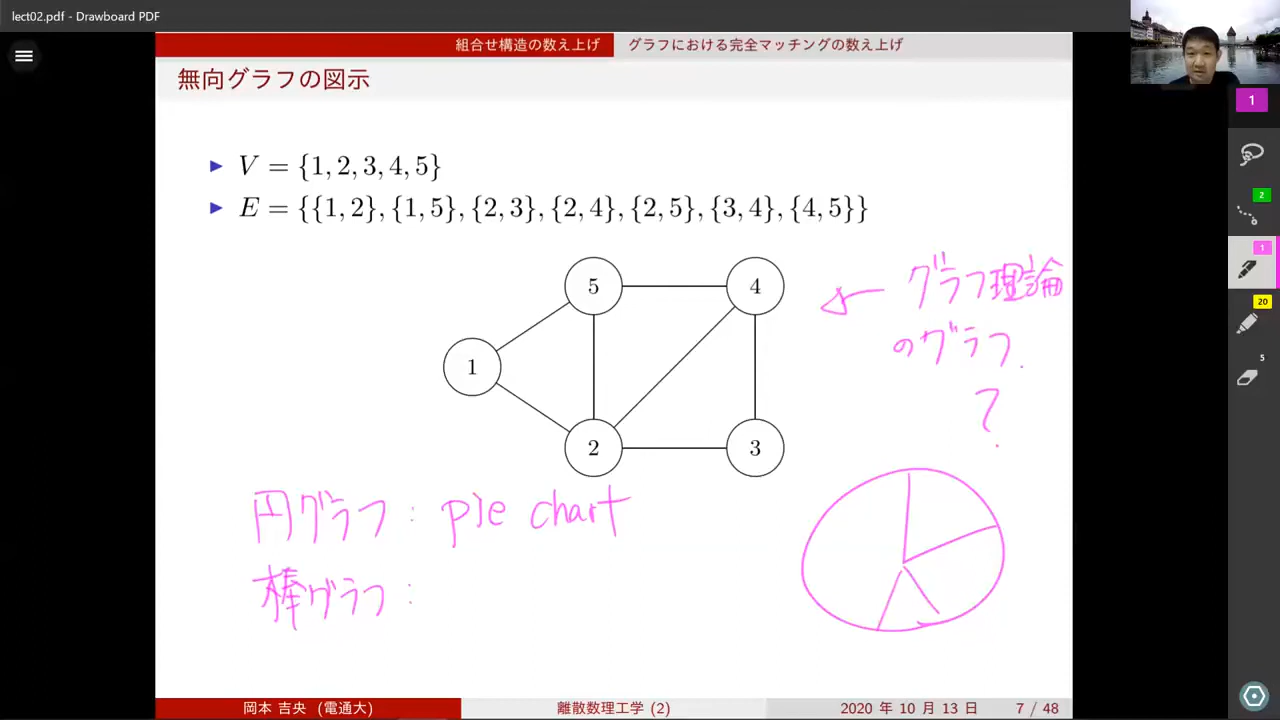 lect02.pdf - Drawboard PDF
組合せ構造の数え上げ グラフにおける完全マッチングの数え上げ
無向グラフの図示
▶ V = {1, 2, 3, 4, 5}
▶ E = {{1, 2}, {1, 5}, {2, 3}, {2, 4}, {2, 5}, {3, 4}, {4, 5}}
5
4
1
2
3
グラフ理論
のグラフ.
?
円グラフ: pie chart
棒グラフ:
岡本 吉央 (電通大) 離散数理工学 (2) 2020 年 10 月 13 日 7 / 48
1
2
1
20
5